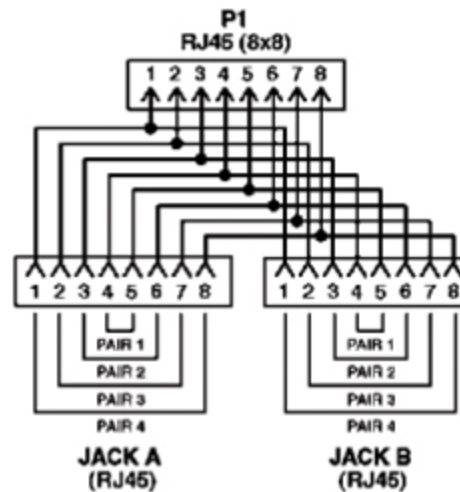 P1
RJ45 (8x8)
1 2 3 4 5 6 7 8
1 2 3 4 5 6 7 8
1 2 3 4 5 6 7 8
PAIR 1
PAIR 1
PAIR 2
PAIR 2
PAIR 3
PAIR 3
PAIR 4
PAIR 4
JACK A
JACK B
(RJ45)
(RJ45)